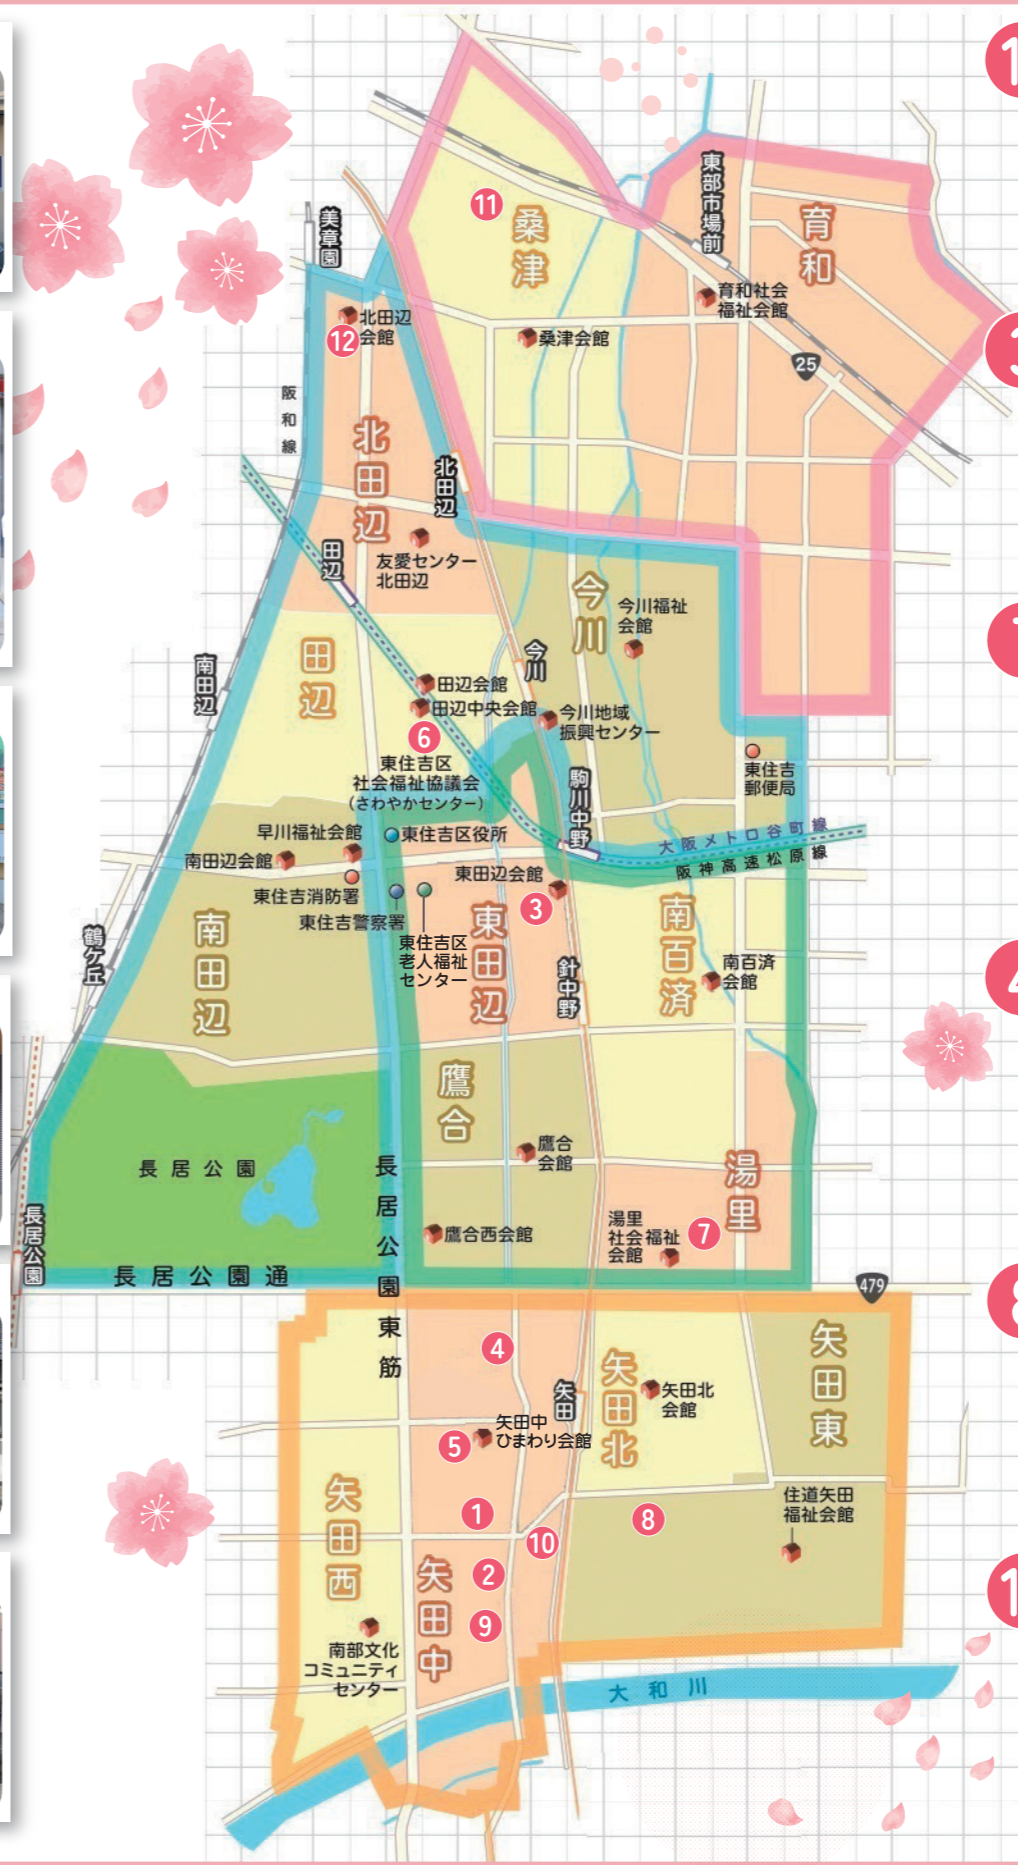 11
桑津
東部市場前
育和
美章園
育和社会
福祉会館
北田辺
会館
12
桑津会館
25
阪和線
北田辺
北田辺
田辺
友愛センター
北田辺
今川
今川福祉
会館
田辺
今川
南田辺
田辺会館
田辺中央会館
今川地域
振興センター
6
東住吉区
社会福祉協議会
(さわやかセンター)
東住吉
郵便局
駒川中野
大阪メトロ谷町線
阪神高速松原線
早川福祉会館
東住吉区役所
南田辺会館
東田辺会館
東住吉消防署
3
東住吉警察署
南田辺
東田辺
南百済
鶴ケ丘
東住吉区
老人福祉
センター
針中野
南百済
会館
鷹合
鷹合
会館
長居公園
湯里
長居公園東筋
鷹合西会館
湯里
社会福祉
会館
7
長居公園
長居公園通
479
4
矢田東
矢田北
矢田
矢田北
会館
矢田中
ひまわり会館
5
矢田西
住道矢田
福祉会館
1
8
10
矢田中
2
9
南部文化
コミュニティ
センター
大和川